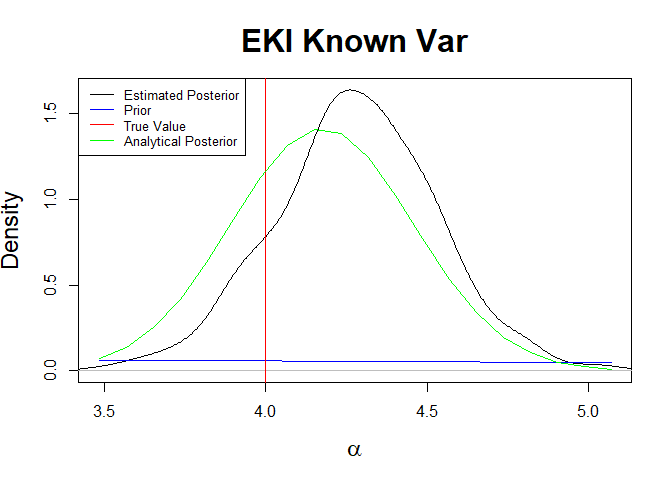 EKI Known Var
Estimated Posterior
Prior
True Value
Analytical Posterior
Density
0.0
0.5
1.0
1.5
3.5
4.0
4.5
5.0
α